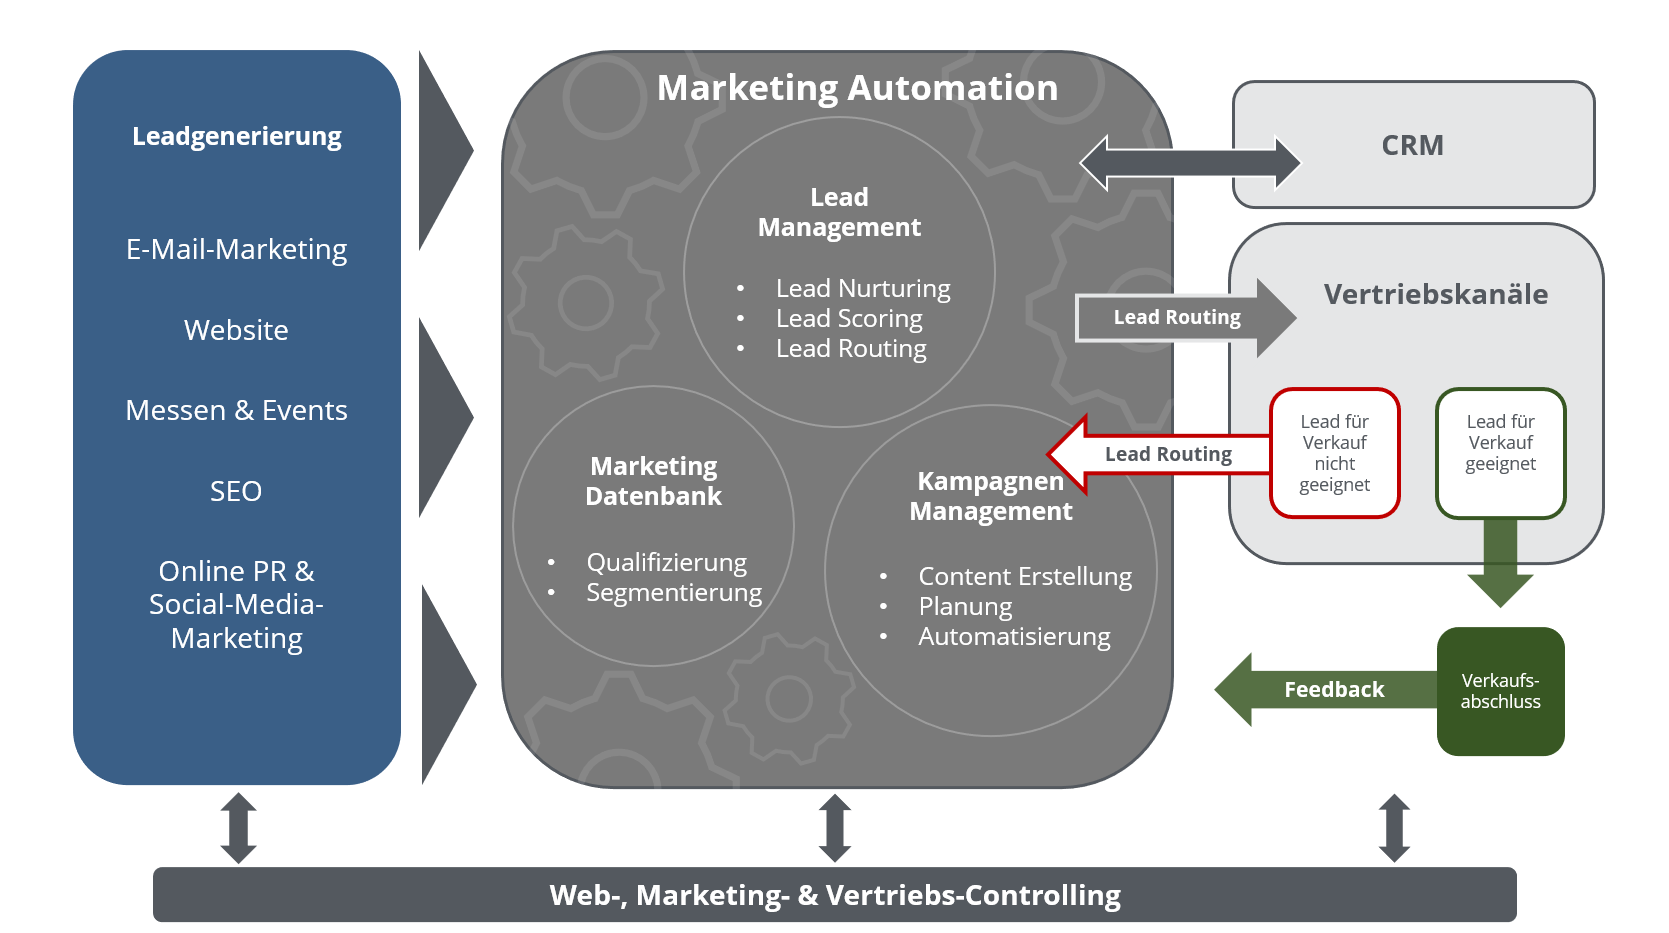 Leadgenerierung
E-Mail-Marketing
Website
Messen & Events
SEO
Online PR &
Social-Media-
Marketing
Marketing Automation
Lead
Management
• Lead Nurturing
• Lead Scoring
• Lead Routing
Marketing
Datenbank
• Qualifizierung
• Segmentierung
Kampagnen
Management
• Content Erstellung
• Planung
• Automatisierung
CRM
Vertriebskanäle
Lead Routing
Lead Routing
Lead für
Verkauf
nicht
geeignet
Lead für
Verkauf
geeignet
Feedback
Verkaufs-
abschluss
Web-, Marketing- & Vertriebs-Controlling